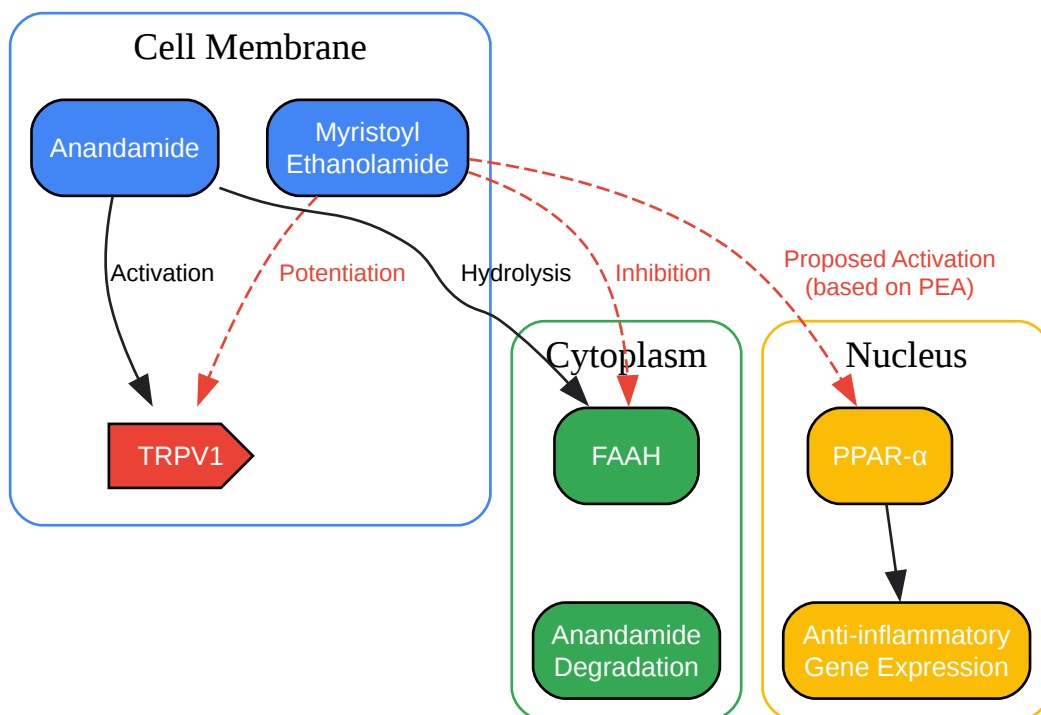 Cell Membrane
Anandamide
Myristoyl
Ethanolamide
Activation
Potentiation
Hydrolysis
Inhibition
Proposed Activation
(based on PEA)
Cytoplasm
Nucleus
TRPV1
FAAH
PPAR-α
Anandamide
Degradation
Anti-inflammatory
Gene Expression